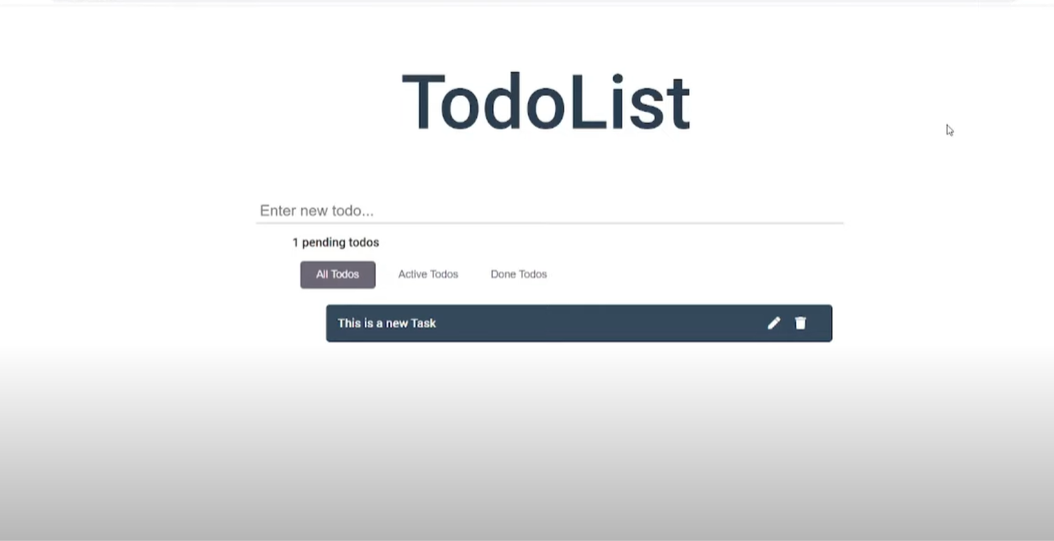 TodoList
Enter new todo...
1 pending todos
All Todos Active Todos Done Todos
This is a new Task